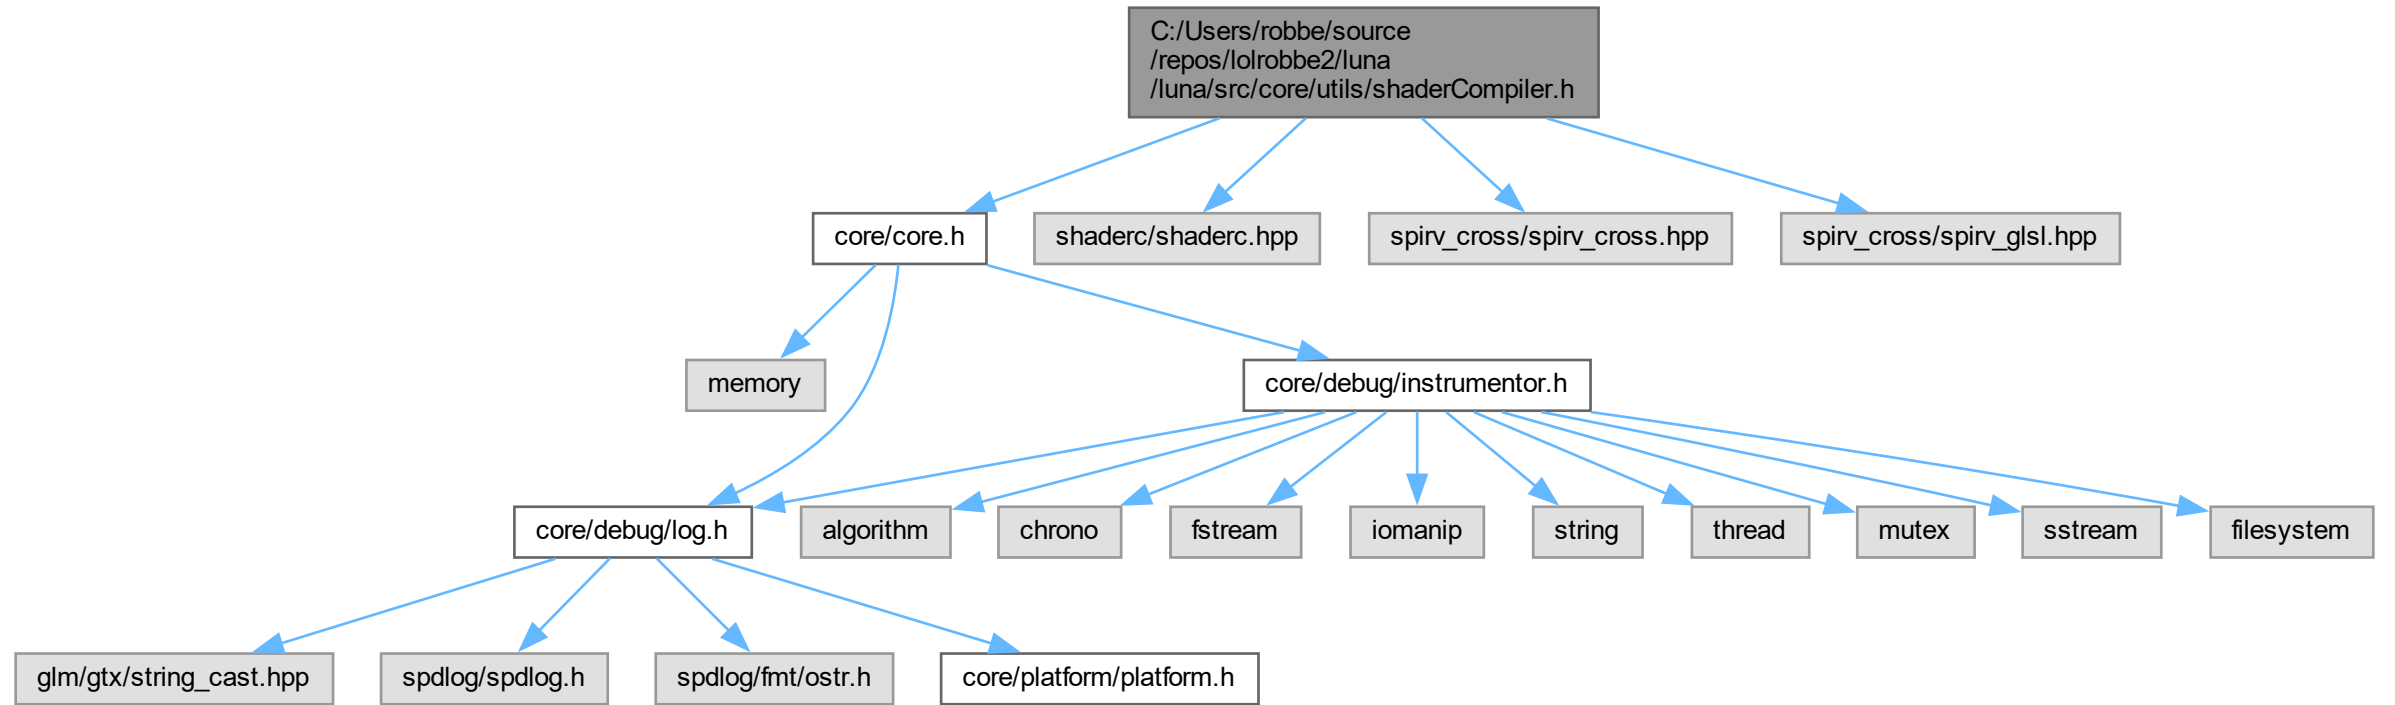 C:/Users/robbe/source
/repos/lolrobbe2/luna
/luna/src/core/utils/shaderCompiler.h
core/core.h
shaderc/shaderc.hpp
spirv_cross/spirv_cross.hpp
spirv_cross/spirv_glsl.hpp
memory
core/debug/instrumentor.h
core/debug/log.h
algorithm
chrono
fstream
iomanip
string
thread
mutex
sstream
filesystem
glm/gtx/string_cast.hpp
spdlog/spdlog.h
spdlog/fmt/ostr.h
core/platform/platform.h